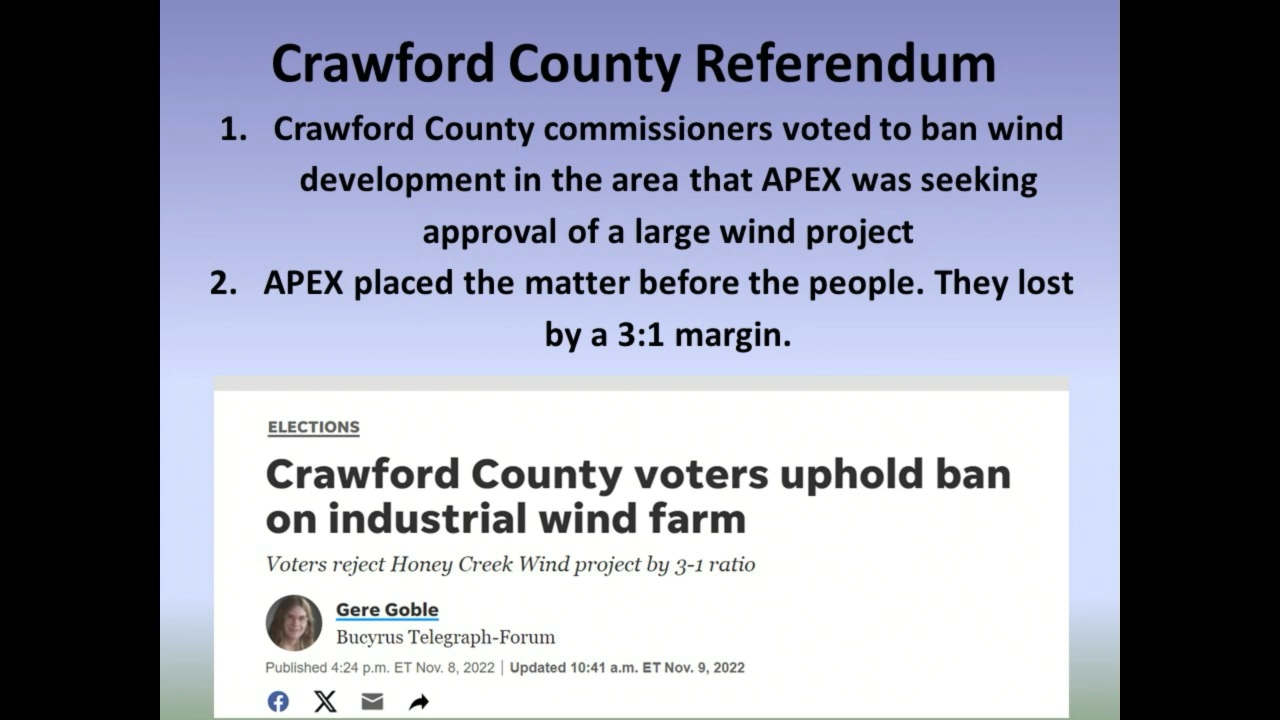 Crawford County Referendum
1. Crawford County commissioners voted to ban wind
development in the area that APEX was seeking
approval of a large wind project
2. APEX placed the matter before the people. They lost
by a 3:1 margin.
ELECTIONS
Crawford County voters uphold ban
on industrial wind farm
Voters reject Honey Creek Wind project by 3-1 ratio
Gere Goble
Bucyrus Telegraph-Forum
Published 4:24 p.m. ET Nov. 8, 2022 | Updated 10:41 a.m. ET Nov. 9, 2022